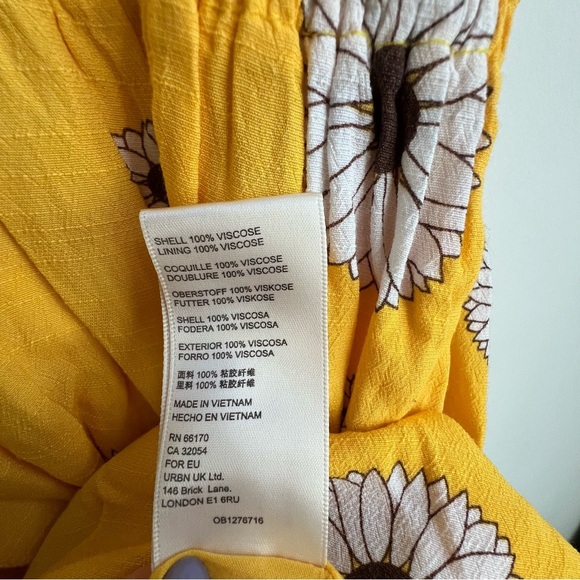 SHELL 100% VISCOSE
LINING 100% VISCOSE
COQUILLE 100% VISCOSE
DOUBLURE 100% VISCOSE
OBERSTOFF 100% VISKOSE
FUTTER 100% VISKOSE
SHELL 100% VISCOSA
FODERA 100% VISCOSA
EXTERIOR 100% VISCOSA
FORRO 100% VISCOSA
面料 100% 粘胶纤维
里料 100% 粘胶纤维
MADE IN VIETNAM
HECHO EN VIETNAM
RN 66170
CA 32054
FOR EU
URBN UK Ltd.
146 Brick Lane.
LONDON E1 6RU
OB1276716